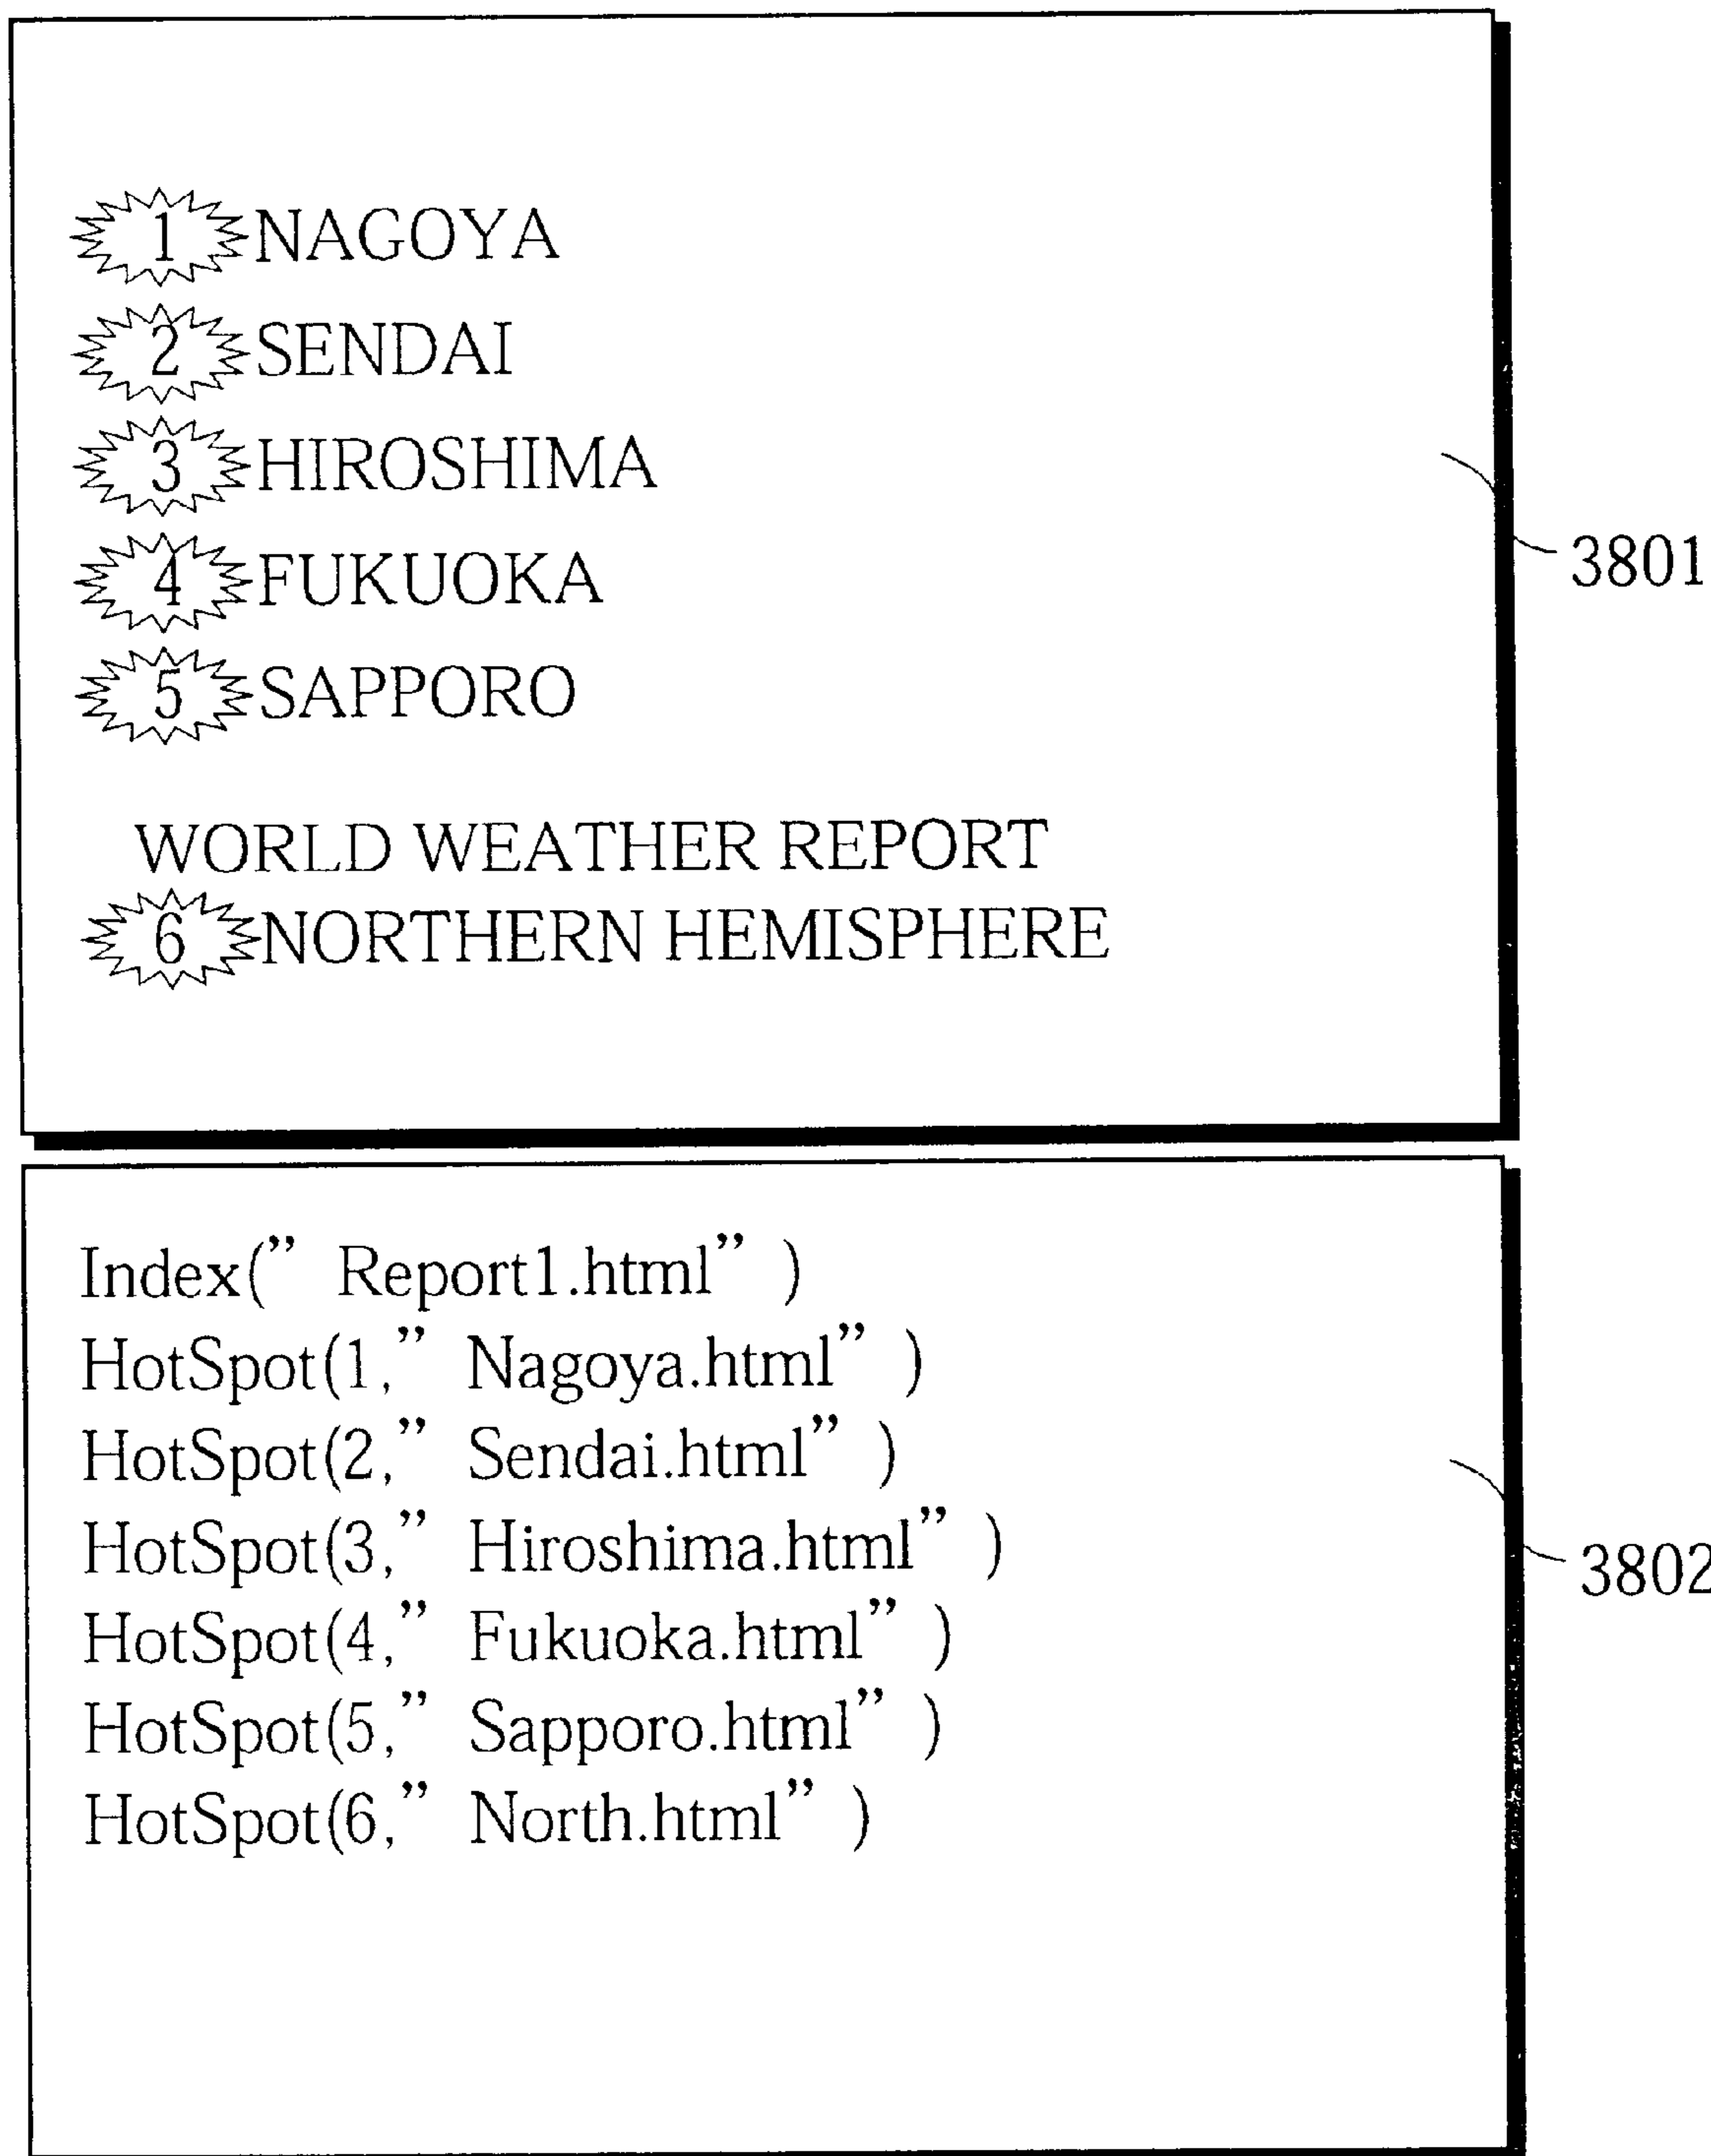 1 NAGOYA
2 SENDAI
3 HIROSHIMA
4 FUKUOKA
5 SAPPORO
WORLD WEATHER REPORT
6 NORTHERN HEMISPHERE
3801
Index(” Report1.html” )
HotSpot(1,” Nagoya.html” )
HotSpot(2,” Sendai.html” )
HotSpot(3,” Hiroshima.html” )
HotSpot(4,” Fukuoka.html” )
HotSpot(5,” Sapporo.html” )
HotSpot(6,” North.html” )
3802